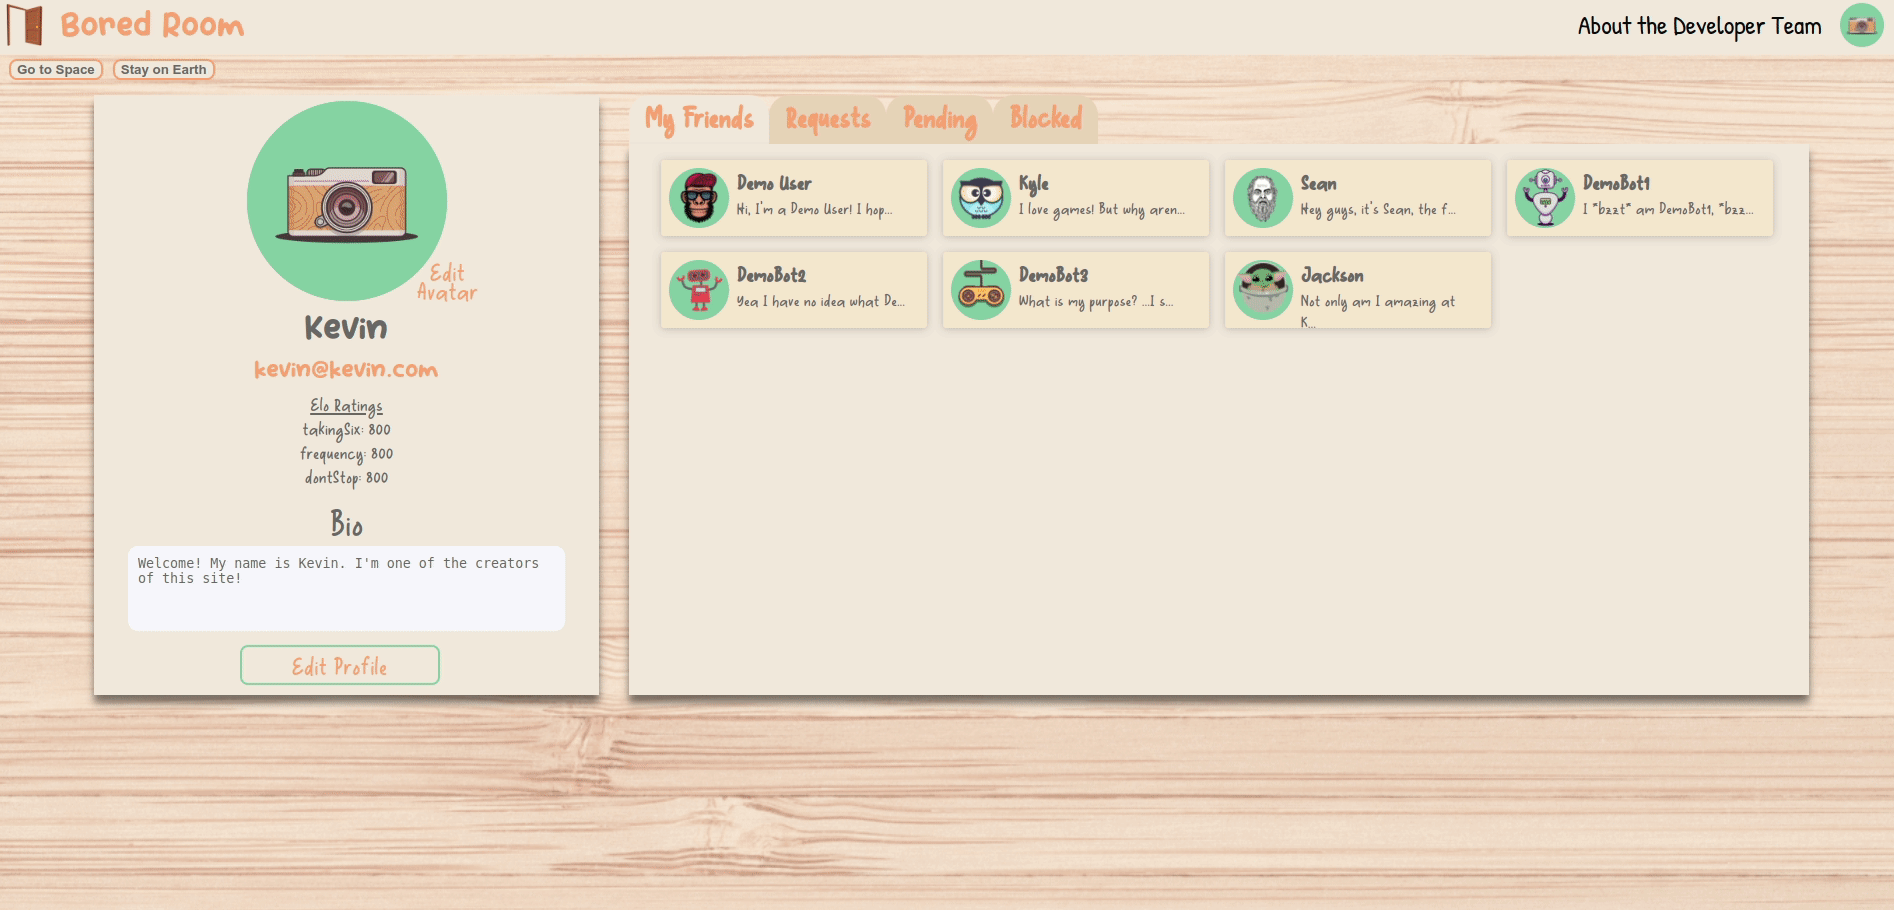 Bored Room
About the Developer Team
Go to Space
Stay on Earth
Edit
Avatar
Kevin
kevin@kevin.com
Elo Ratings
takingSix: 800
frequency: 800
dontStop: 800
Bio
Welcome! My name is Kevin. I'm one of the creators
of this site!
Edit Profile
My Friends
Requests
Pending
Blocked
Demo User
Hi, I'm a Demo User! I hop...
Kyle
I love games! But why aren...
Sean
Hey guys, it's Sean, the f...
DemoBot1
I *bzzt* am DemoBot1, *bzz...
DemoBot2
Yea I have no idea what De...
DemoBot3
What is my purpose? ...I s...
Jackson
Not only am I amazing at
K...